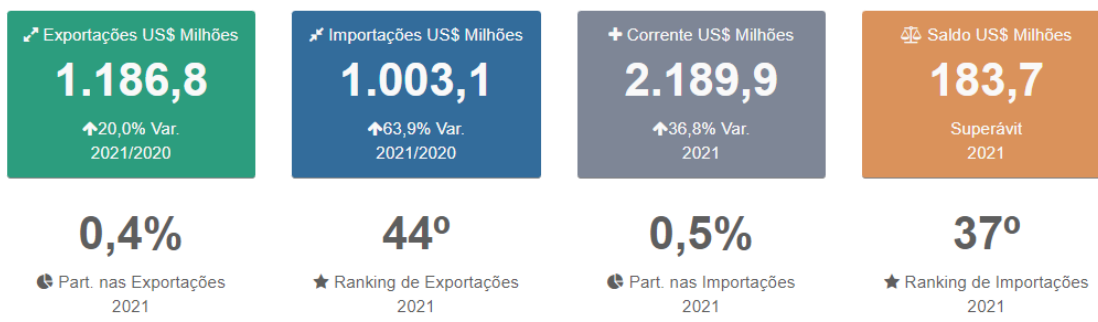 Exportações US$ Milhões
1.186,8
20,0% Var.
2021/2020
Importações US$ Milhões
1.003,1
63,9% Var.
2021/2020
Corrente US$ Milhões
2.189,9
36,8% Var.
2021
Saldo US$ Milhões
183,7
Superávit
2021
0,4%
Part. nas Exportações
2021
44º
Ranking de Exportações
2021
0,5%
Part. nas Importações
2021
37º
Ranking de Importações
2021